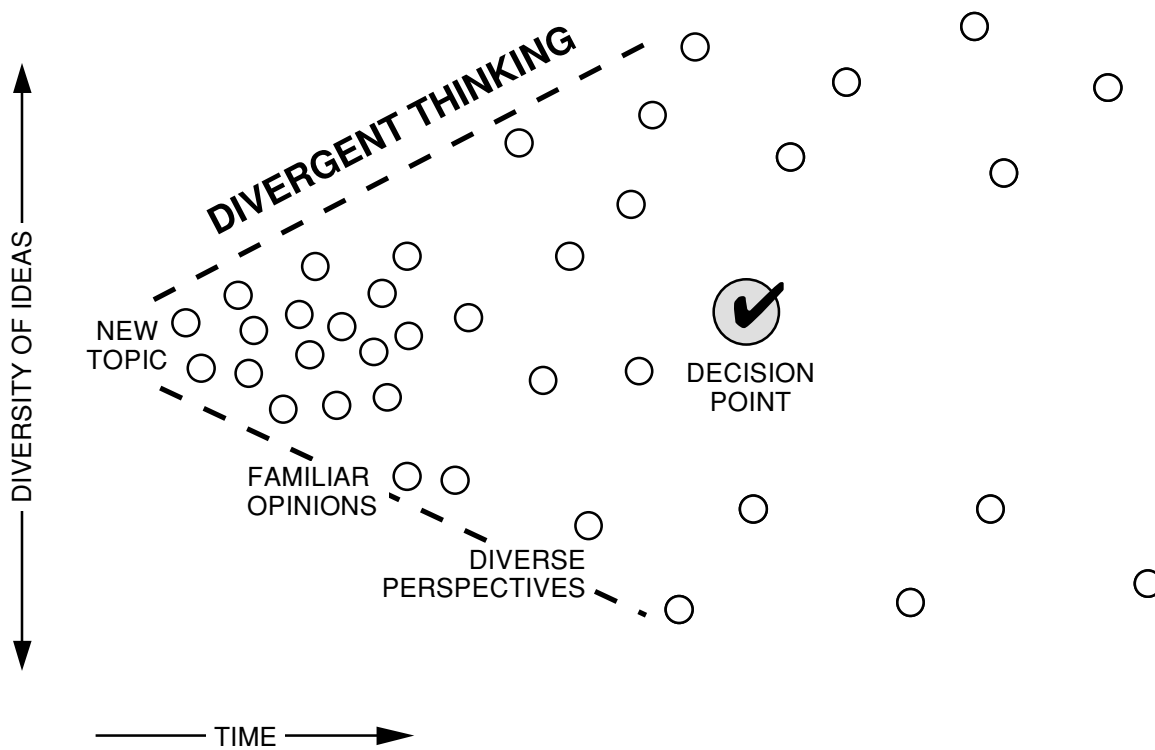 DIVERGENT THINKING
DIVERSITY OF IDEAS
NEW
TOPIC
DECISION
POINT
FAMILIAR
OPINIONS
DIVERSE
PERSPECTIVES
TIME